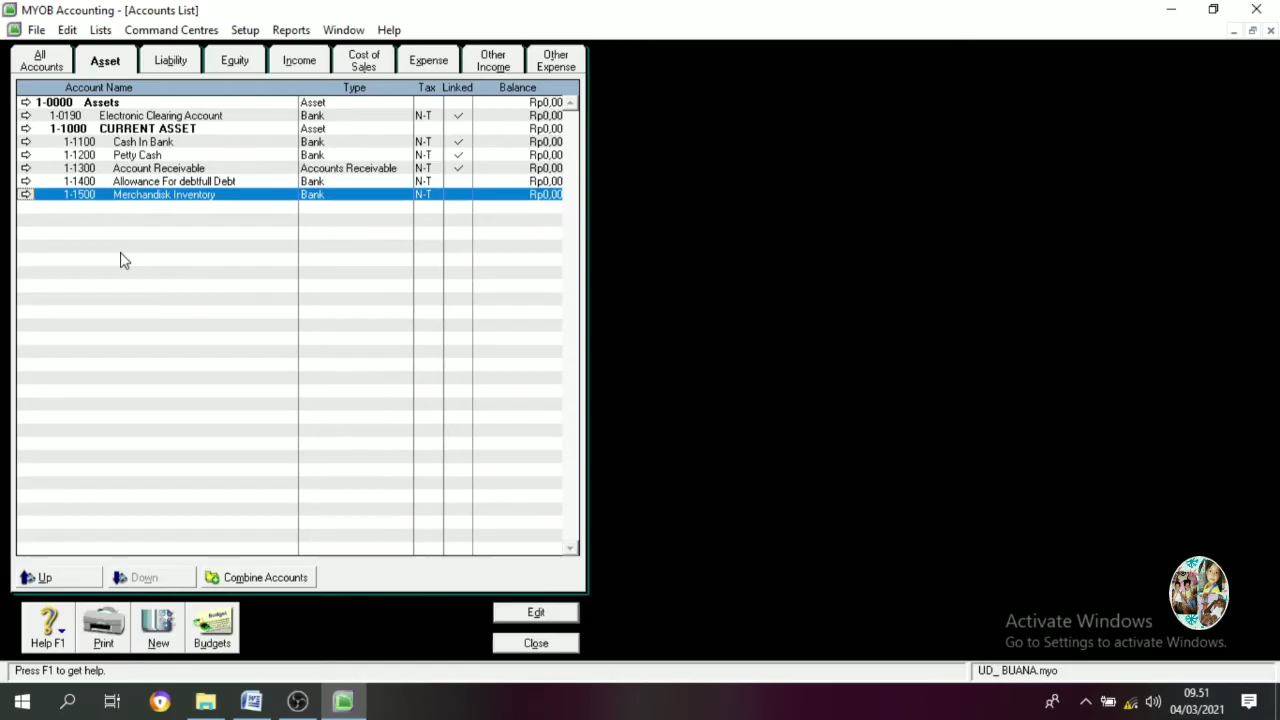 MYOB Accounting - [Accounts List]
File Edit Lists Command Centres Setup Reports Window Help
All Accounts Asset Liability Equity Income Cost of Sales Expense Other Income Other Expense
Account Name Type Tax Linked Balance
1-0000 Assets Asset Rp0,00
1-0190 Electronic Clearing Account Bank N-T Rp0,00
1-1000 CURRENT ASSET Asset Rp0,00
1-1100 Cash In Bank Bank N-T Rp0,00
1-1200 Petty Cash Bank N-T Rp0,00
1-1300 Account Receivable Accounts Receivable N-T Rp0,00
1-1400 Allowance For debtfull Debt Bank N-T Rp0,00
1-1500 Merchandisk Inventory Bank N-T Rp0,00
Up Down Combine Accounts
Help F1 Print New Budgets
Edit
Close
Activate Windows
Go to Settings to activate Windows.
Press F1 to get help. UD_ BUANA.myo
09.51
04/03/2021